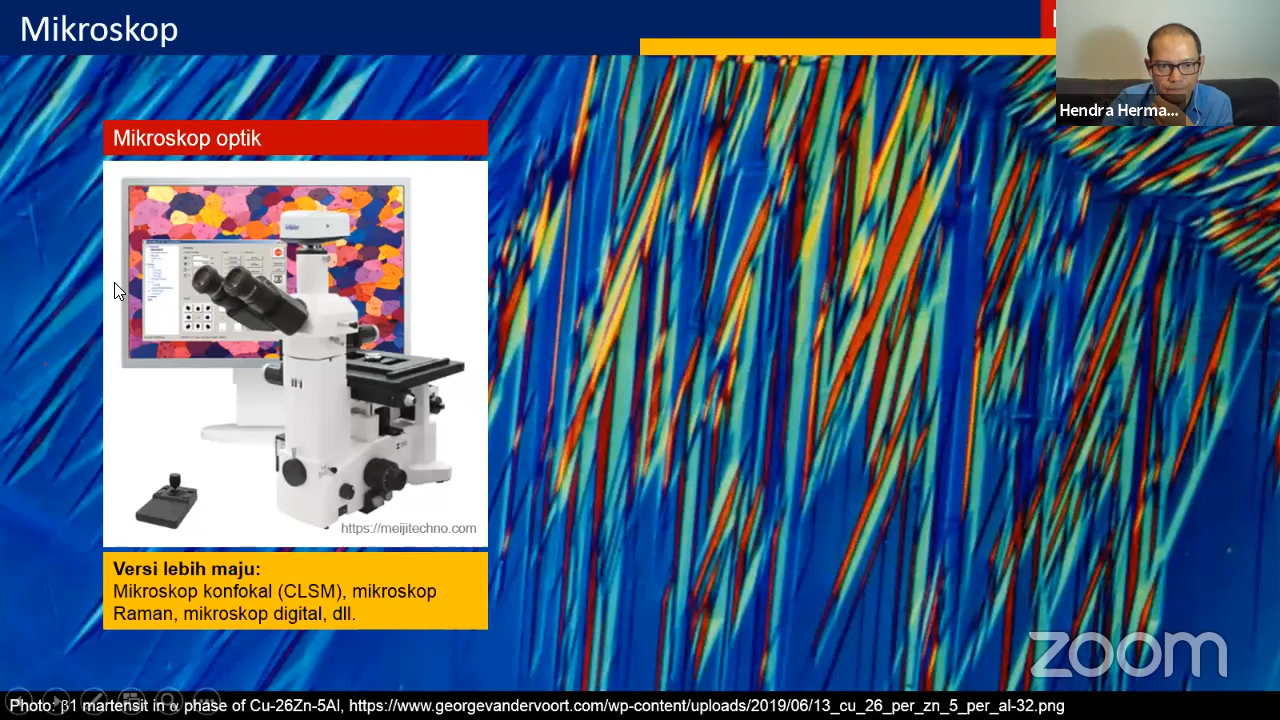 Mikroskop
Hendra Herma...
Mikroskop optik
https://meijitechno.com
Versi lebih maju:
Mikroskop konfokal (CLSM), mikroskop
Raman, mikroskop digital, dll.
zoom
Photo: β1 martensit in α phase of Cu-26Zn-5Al, https://www.georgevandervoort.com/wp-content/uploads/2019/06/13_cu_26_per_zn_5_per_al-32.png